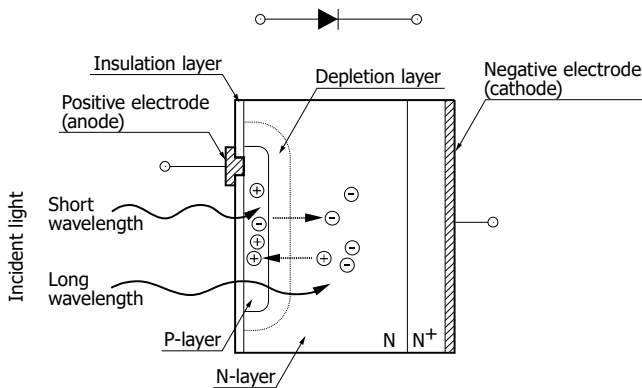 Insulation layer
Depletion layer
Negative electrode
(cathode)
Positive electrode
(anode)
Incident light
Short
wavelength
Long
wavelength
+
−
+
+
+
−
−
−
−
P-layer
N-layer
N
N+